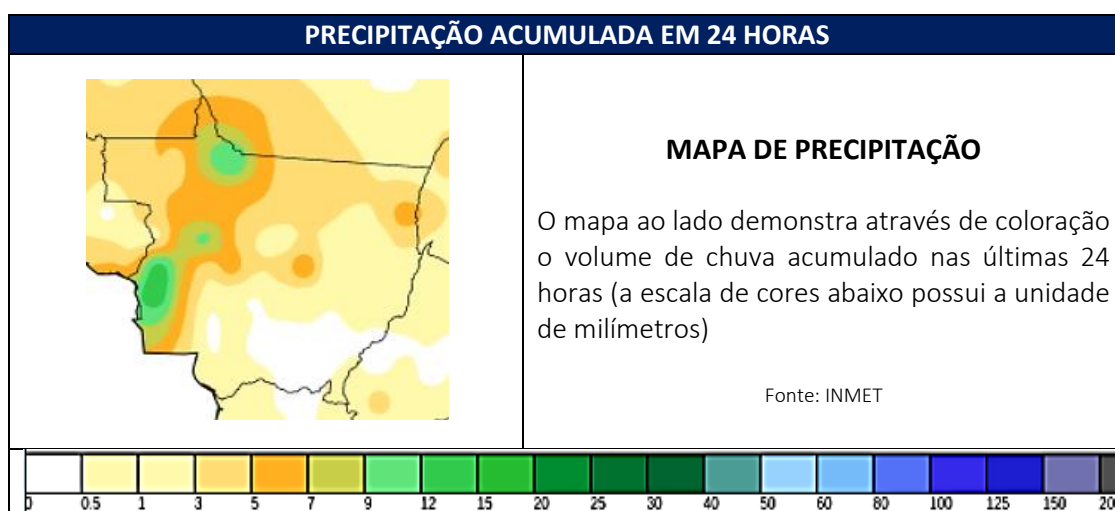 PRECIPITAÇÃO ACUMULADA EM 24 HORAS
MAPA DE PRECIPITAÇÃO
O mapa ao lado demonstra através de coloração
o volume de chuva acumulado nas últimas 24
horas (a escala de cores abaixo possui a unidade
de milímetros)
Fonte: INMET
0.5 1 3 5 7 9 12 15 20 25 30 40 50 60 80 100 125 150